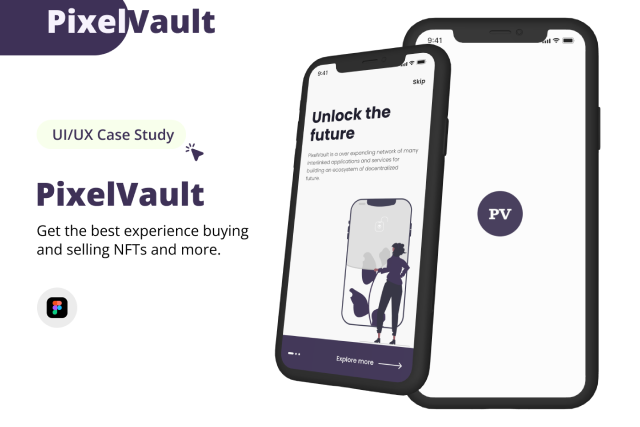 PixelVault
UI/UX Case Study
PixelVault
Get the best experience buying
and selling NFTs and more.
9:41
Skip
Unlock the
future
PixelVault is a over expanding network of many
interlinked applications and services for
building an ecosystem of decentralized
future.
Explore more
9:41
PV